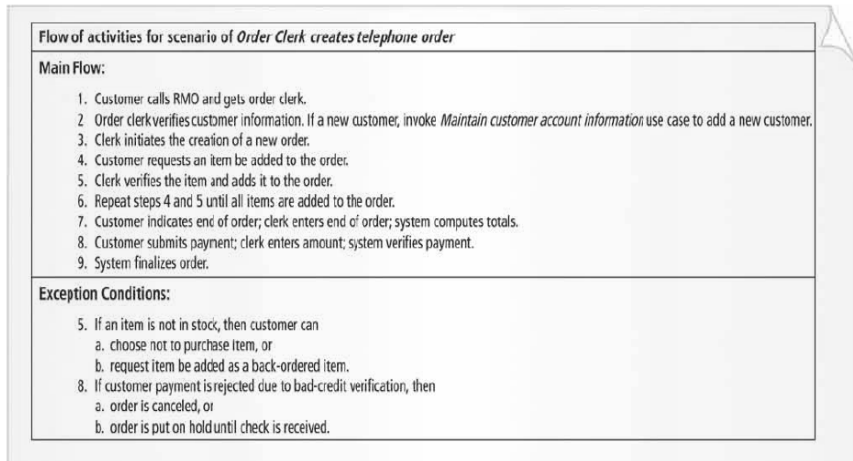 Flow of activities for scenario of Order Clerk creates telephone order
Main Flow:
1. Customer calls RMO and gets order clerk.
2 Order clerk verifies customer information. If a new customer, invoke Maintain customer account information use case to add a new customer.
3. Clerk initiates the creation of a new order.
4. Customer requests an item be added to the order.
5. Clerk verifies the item and adds it to the order.
6. Repeat steps 4 and 5 until all items are added to the order.
7. Customer indicates end of order; clerk enters end of order; system computes totals.
8. Customer submits payment; clerk enters amount; system verifies payment.
9. System finalizes order.
Exception Conditions:
5. If an item is not in stock, then customer can
a. choose not to purchase item, or
b. request item be added as a back-ordered item.
8. If customer payment is rejected due to bad-credit verification, then
a. order is canceled, or
b. order is put on hold until check is received.